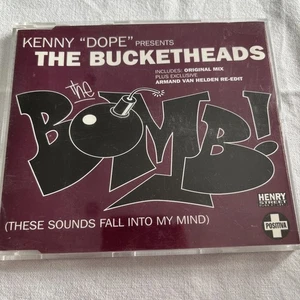 KENNY "DOPE" PRESENTS
THE BUCKETHEADS
INCLUDES: ORIGINAL MIX
PLUS EXCLUSIVE
ARMAND VAN HELDEN RE-EDIT
the
BOMB!
(THESE SOUNDS FALL INTO MY MIND)
HENRY
STREET
POSITIVA